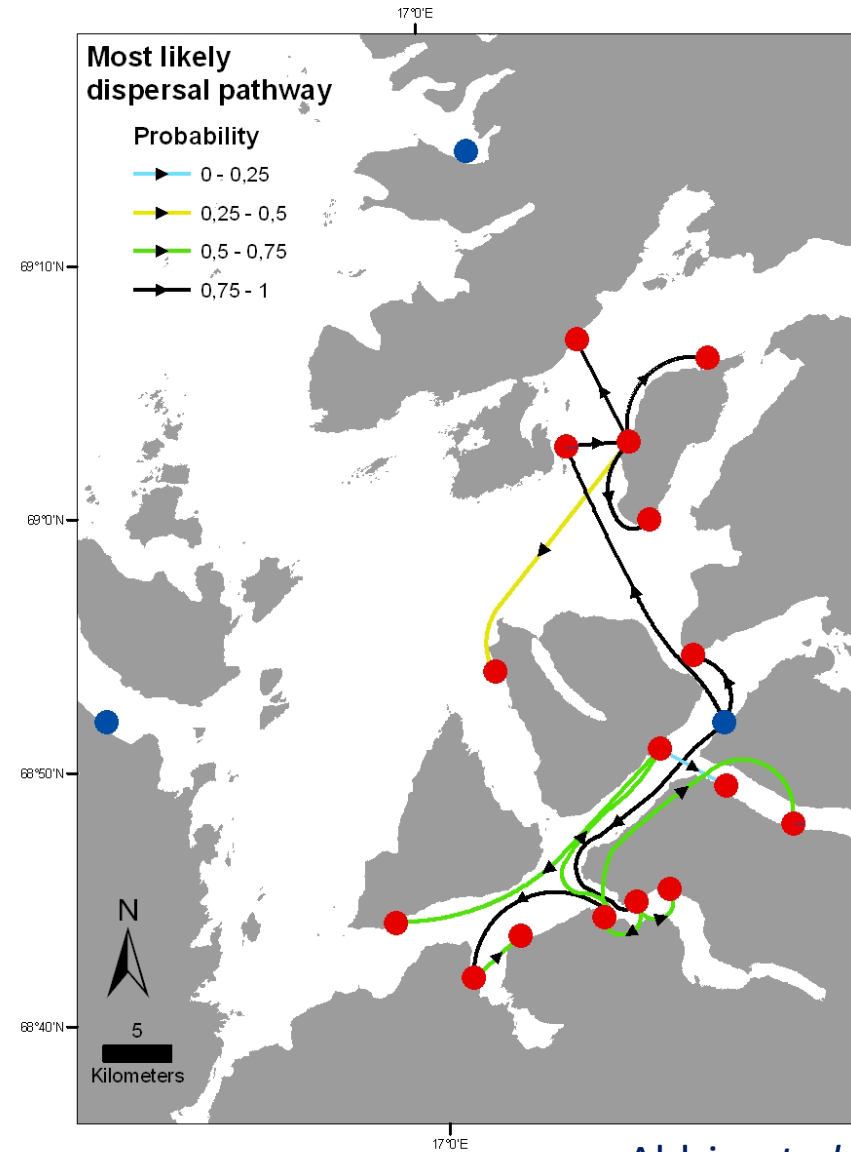 17°0'E
Most likely
dispersal pathway
Probability
0 - 0,25
0,25 - 0,5
0,5 - 0,75
0,75 - 1
69°10'N
69°0'N
68°50'N
N
5
68°40'N
Kilometers
17°0'E